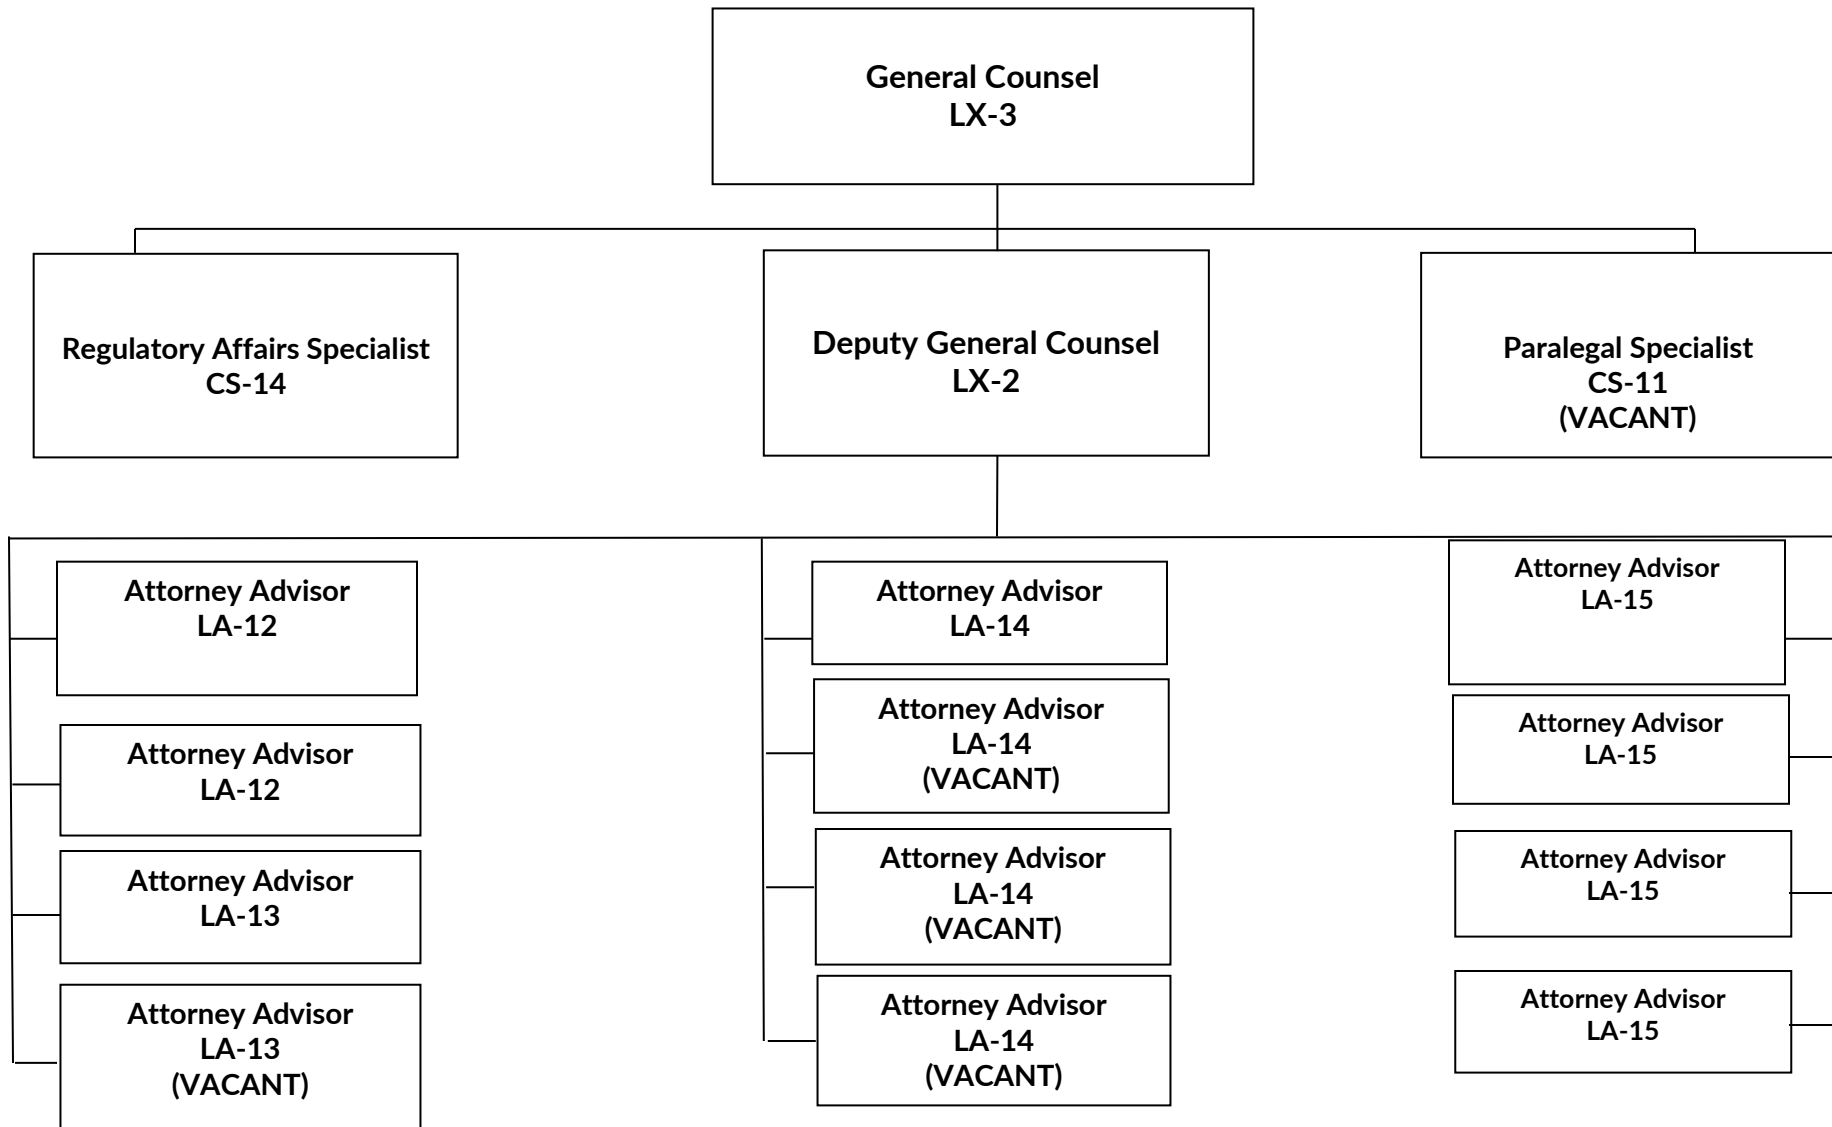 General Counsel
LX-3
Regulatory Affairs Specialist
CS-14
Deputy General Counsel
LX-2
Paralegal Specialist
CS-11
(VACANT)
Attorney Advisor
LA-12
Attorney Advisor
LA-12
Attorney Advisor
LA-13
Attorney Advisor
LA-13
(VACANT)
Attorney Advisor
LA-14
Attorney Advisor
LA-14
(VACANT)
Attorney Advisor
LA-14
(VACANT)
Attorney Advisor
LA-14
(VACANT)
Attorney Advisor
LA-15
Attorney Advisor
LA-15
Attorney Advisor
LA-15
Attorney Advisor
LA-15